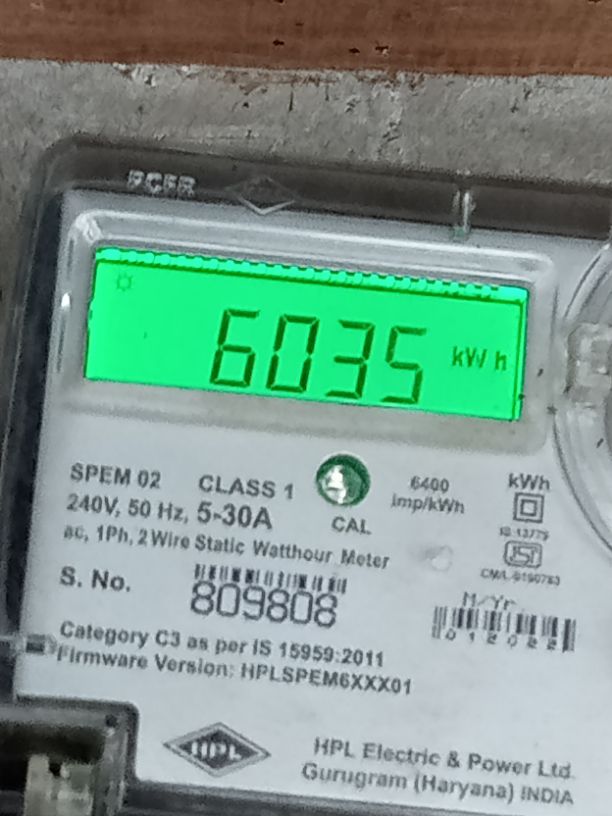 6035 kWh
SPEM 02 CLASS 1 6400 kWh
240V, 50 Hz, 5-30A CAL imp/kWh
ac, 1Ph, 2 Wire Static Watthour Meter
IS 13779
S. No. 809808
M/Yr.
012022
Category C3 as per IS 15959:2011
Firmware Version: HPLSPEM6XXX01
HPL
HPL Electric & Power Ltd.
Gurugram (Haryana) INDIA